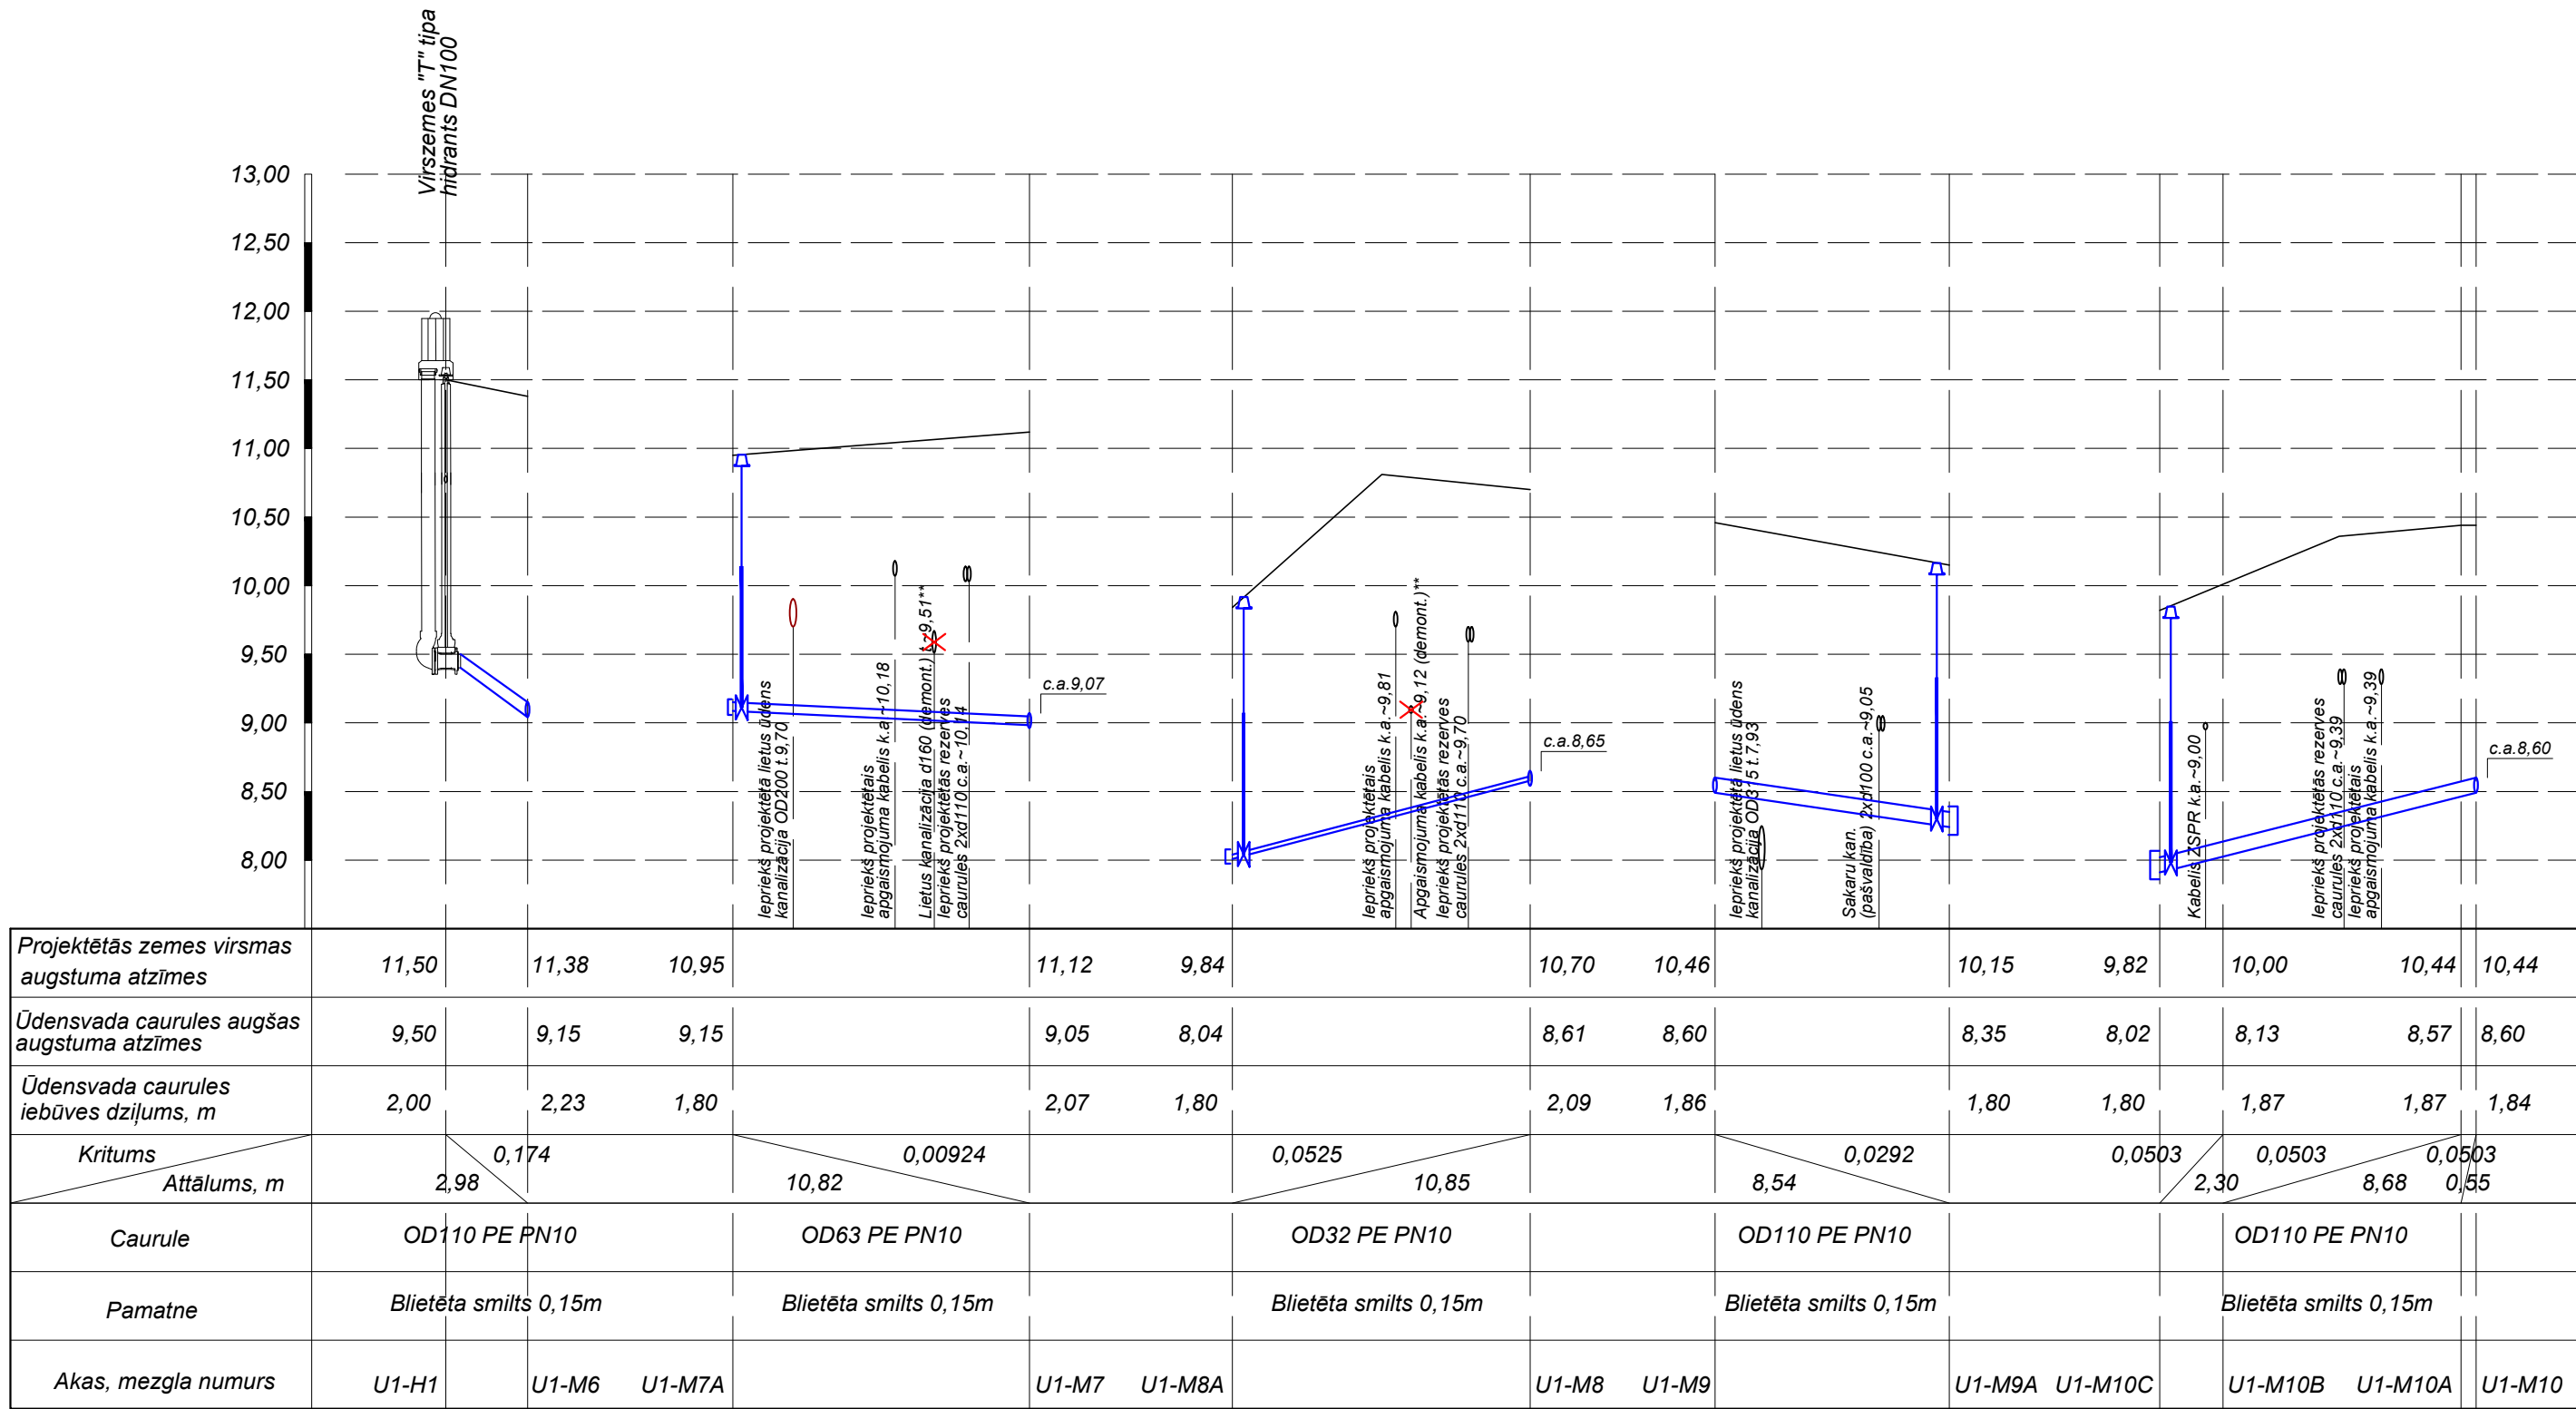 Virszemes "T" tipa
hidrants DN100
13,00
12,50
12,00
11,50
11,00
10,50
10,00
9,50
9,00
8,50
8,00
Iepriekš projektētā lietus ūdens
kanalizācija OD200 t.9,70
Iepriekš projektētais
apgaismojuma kabelis k.a.~10,18
Lietus kanalizācija d160 (demont.) t.~9,51**
Iepriekš projektētās rezerves
caurules 2xd110 c.a.~10,14
c.a.9,07
Iepriekš projektētais
apgaismojuma kabelis k.a.~9,81
Apgaismojuma kabelis k.a.~9,12 (demont.)**
Iepriekš projektētās rezerves
caurules 2xd110 c.a.~9,70
c.a.8,65
Iepriekš projektētā lietus ūdens
kanalizācija OD315 t.7,93
Sakaru kan.
(pašvaldība) 2xd100 c.a.~9,05
Kabelis ZSPR k.a.~9,00
Iepriekš projektētās rezerves
caurules 2xd110 c.a.~9,39
Iepriekš projektētais
apgaismojuma kabelis k.a.~9,39
c.a.8,60
Projektētās zemes virsmas
augstuma atzīmes
11,50 11,38 10,95 11,12 9,84 10,70 10,46 10,15 9,82 10,00 10,44 10,44
Ūdensvada caurules augšas
augstuma atzīmes
9,50 9,15 9,15 9,05 8,04 8,61 8,60 8,35 8,02 8,13 8,57 8,60
Ūdensvada caurules
iebūves dziļums, m
2,00 2,23 1,80 2,07 1,80 2,09 1,86 1,80 1,80 1,87 1,87 1,84
Kritums 0,174 0,00924 0,0525 0,0292 0,0503 0,0503 0,0503
Attālums, m 2,98 10,82 10,85 8,54 2,30 8,68 0,55
Caurule OD110 PE PN10 OD63 PE PN10 OD32 PE PN10 OD110 PE PN10 OD110 PE PN10
Pamatne Blietēta smilts 0,15m Blietēta smilts 0,15m Blietēta smilts 0,15m Blietēta smilts 0,15m Blietēta smilts 0,15m
Akas, mezgla numurs U1-H1 U1-M6 U1-M7A U1-M7 U1-M8A U1-M8 U1-M9 U1-M9A U1-M10C U1-M10B U1-M10A U1-M10